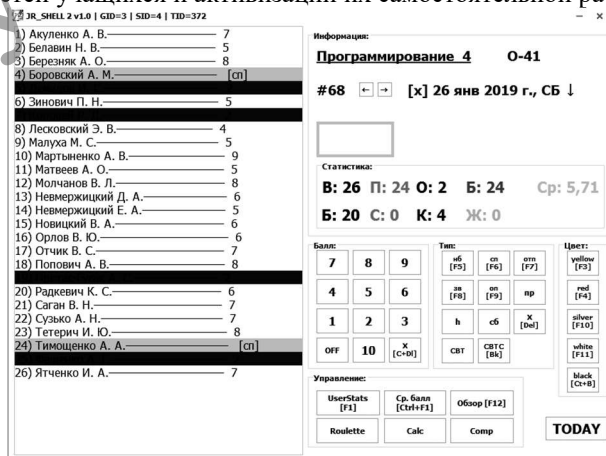 тей учащихся и активизации их самостоятельной ра
JR_SHELL 2 v1.0 | GID=3 | SID=4 | TID=372
1) Акуленко А. В. 7
2) Белавин Н. В. 5
3) Березняк А. О. 8
4) Боровский А. М. [сп]
6) Зинович П. Н. 5
8) Лесковский Э. В. 4
9) Малуха М. С. 5
10) Мартыненко А. В. 9
11) Матвеев А. О. 5
12) Молчанов В. Л. 8
13) Невмержицкий Д. А. 6
14) Невмержицкий Е. А. 5
15) Новицкий В. А. 6
16) Орлов В. Ю. 6
17) Отчик В. С. 7
18) Попович А. В. 8
20) Радкевич К. С. 6
21) Саган В. Н. 7
22) Сузько А. Н. 7
23) Тетерич И. Ю. 8
24) Тимощенко А. А. [сп]
26) Ятченко И. А. 7
Информация:
Программирование_4 О-41
#68 ← → [x] 26 янв 2019 г., СБ ↓
Статистика:
В: 26 П: 24 О: 2 Б: 24 Ср: 5,71
Б: 20 С: 0 К: 4 Ж: 0
Балл:
7 8 9
4 5 6
1 2 3
OFF 10 X [C+Dl]
Тип:
нб [F5] сп [F6] отп [F7]
зв [F8] оп [F9] пр
h сб X [Del]
СВТ СВТС [Bk]
Цвет:
yellow [F3]
red [F4]
silver [F10]
white [F11]
black [Ct+B]
Управление:
UserStats [F1] Ср. балл [Ctrl+F1] Обзор [F12]
Roulette Calc Comp
TODAY